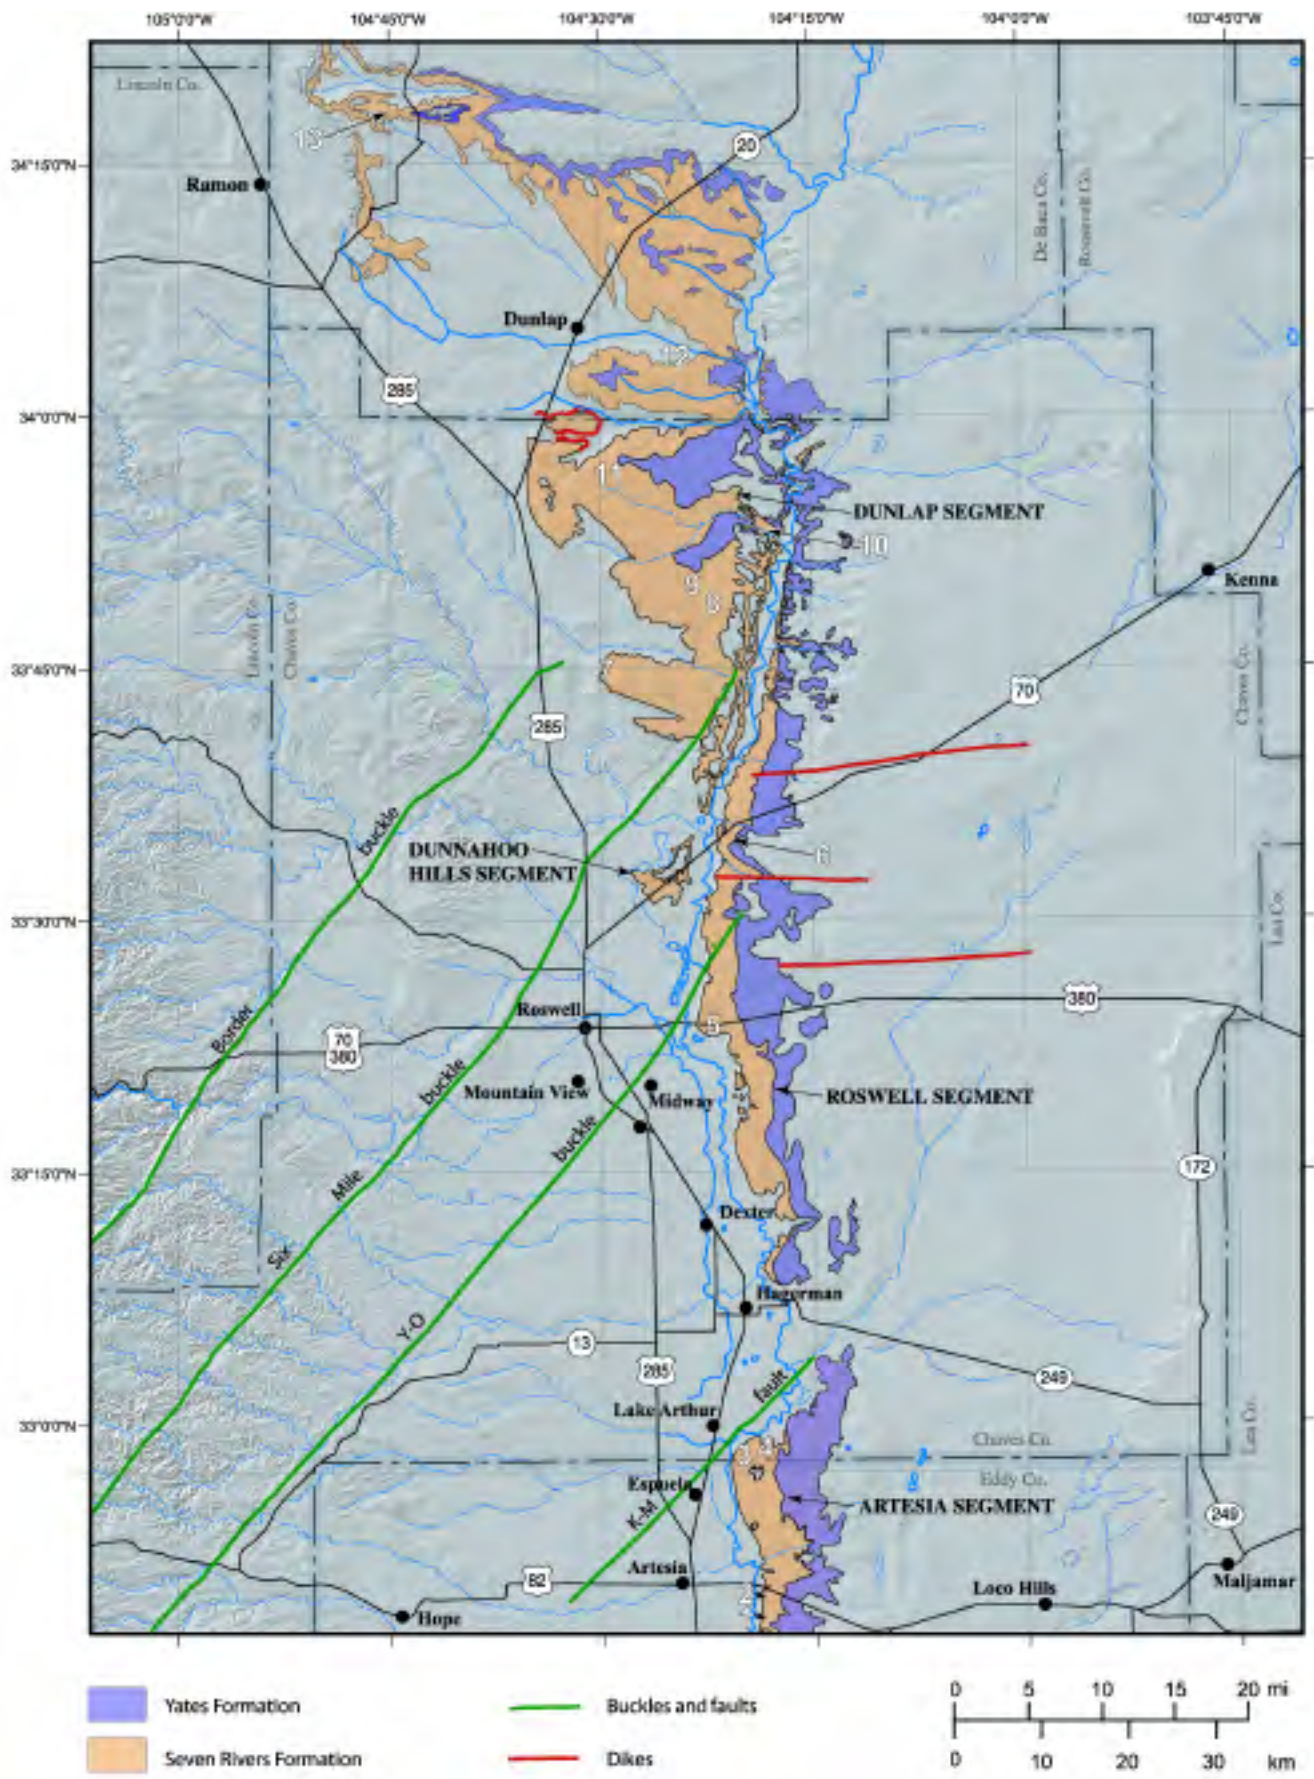 105°0'0"W
104°45'0"W
104°30'0"W
104°15'0"W
104°0'0"W
103°45'0"W
Lincoln Co.
13
20
34°15'0"N
Ramon
De Baca Co.
Roosevelt Co.
Dunlap
12
285
34°0'0"N
11
DUNLAP SEGMENT
10
Kenna
9
8
Lincoln Co.
Chaves Co.
33°45'0"N
7
70
Chaves Co.
285
buckle
DUNNAHOO
HILLS SEGMENT
6
33°30'0"N
Lea Co.
380
Roswell
5
Border
70
380
buckle
Mountain View
Midway
ROSWELL SEGMENT
buckle
33°15'0"N
172
Mile
Dexter
Six
Hagerman
Y-O
13
285
fault
249
Lake Arthur
33°0'0"N
Chaves Co.
Lea Co.
3
4
Eddy Co.
Espuela
ARTESIA SEGMENT
K-M
249
Artesia
82
Loco Hills
Maljamar
Hope
2
Yates Formation
Buckles and faults
0 5 10 15 20 mi
Seven Rivers Formation
Dikes
0 10 20 30 km